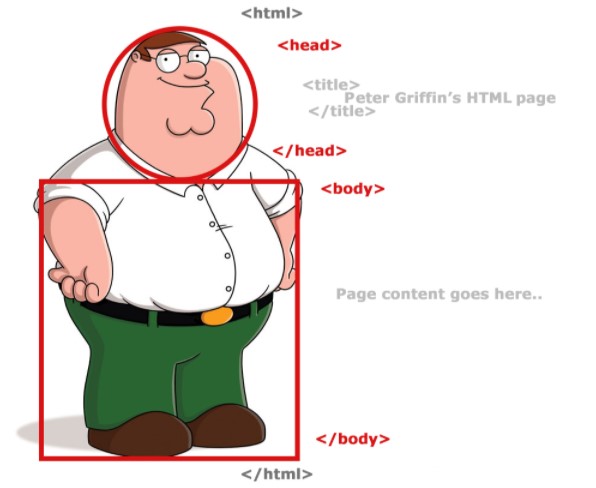 <html>
<head>
<title>
Peter Griffin's HTML page
</title>
</head>
<body>
Page content goes here..
</body>
</html>